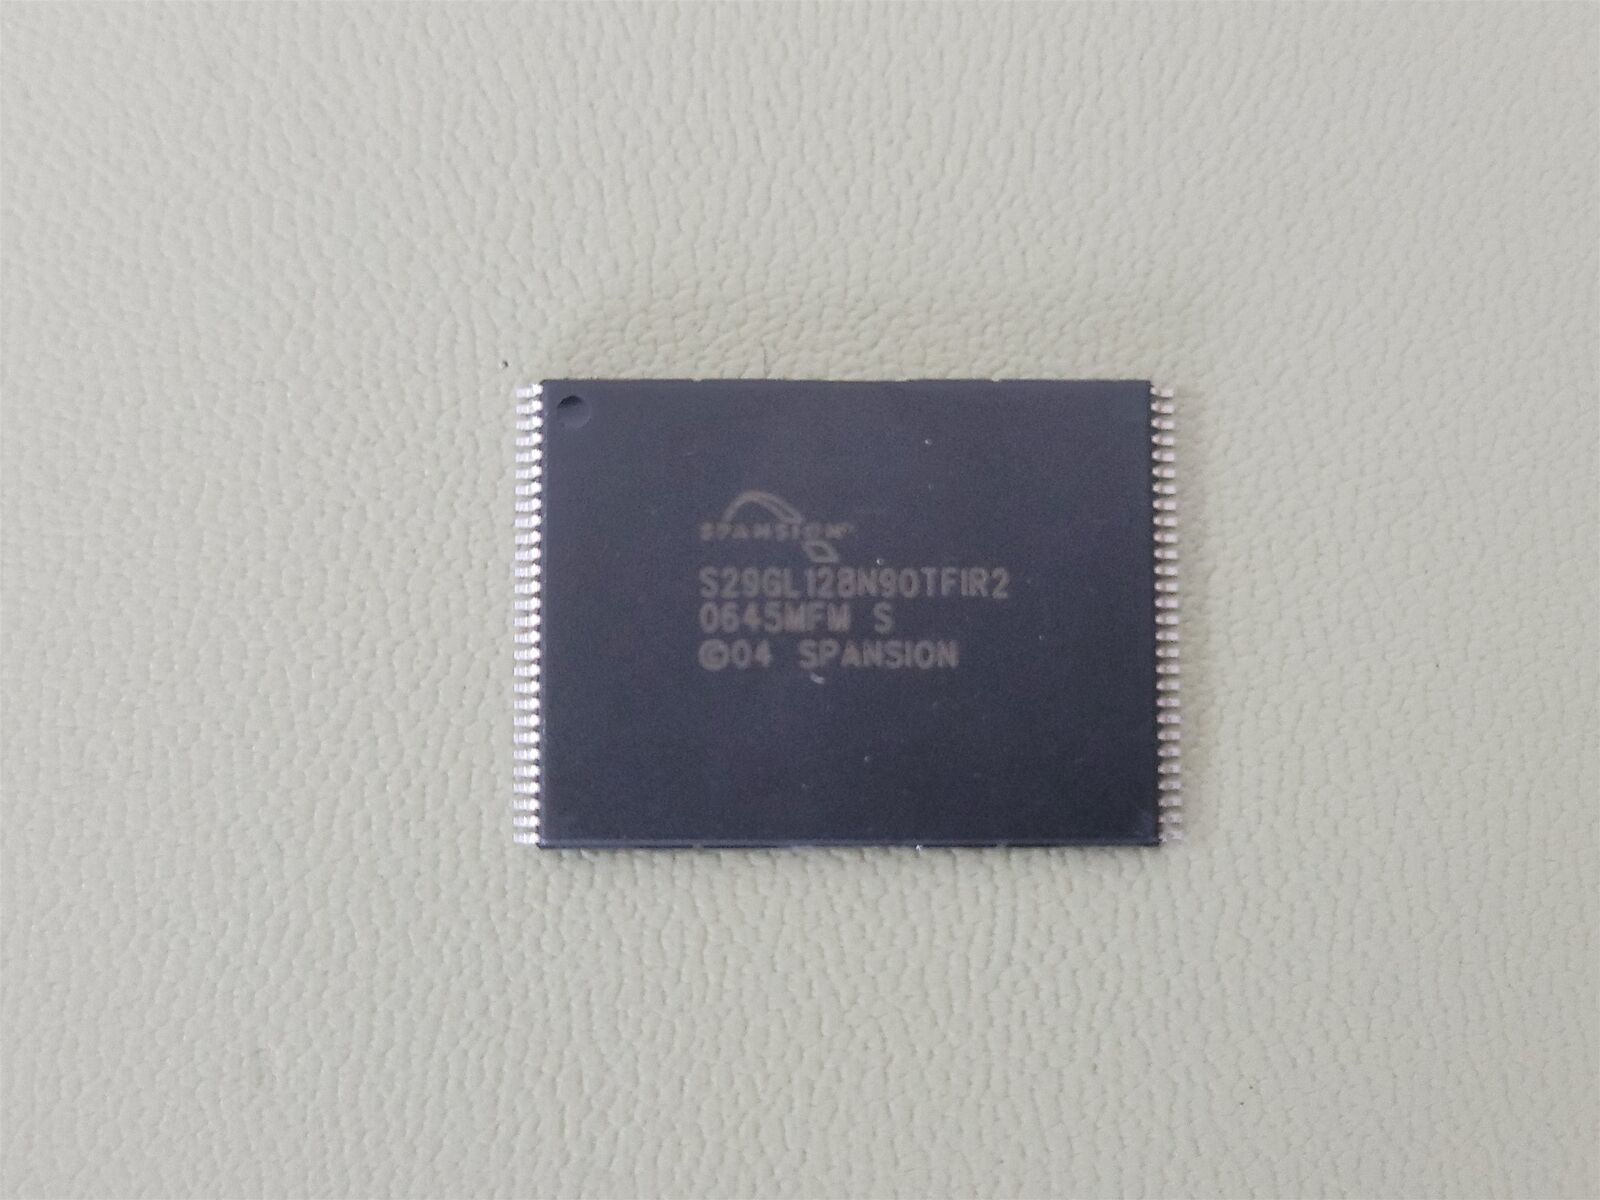 SPANSION
S29GL128N90TFIR2
0645MFM S
©04 SPANSION